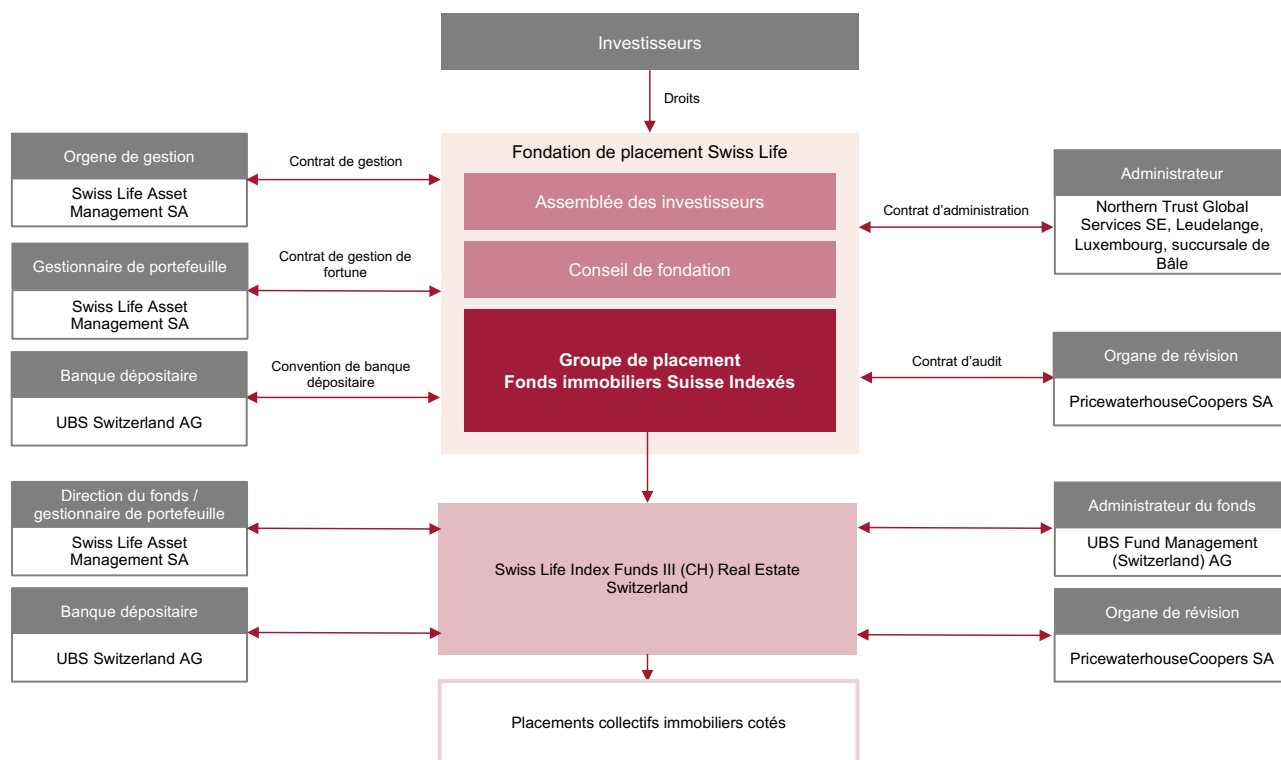 Investisseurs
Droits
Orgene de gestion
Swiss Life Asset
Management SA
Contrat de gestion
Gestionnaire de portefeuille
Swiss Life Asset
Management SA
Contrat de gestion de
fortune
Banque dépositaire
UBS Switzerland AG
Convention de banque
dépositaire
Fondation de placement Swiss Life
Assemblée des investisseurs
Conseil de fondation
Groupe de placement
Fonds immobiliers Suisse Indexés
Contrat d’administration
Administrateur
Northern Trust Global
Services SE, Leudelange,
Luxembourg, succursale de
Bâle
Contrat d’audit
Organe de révision
PricewaterhouseCoopers SA
Direction du fonds /
gestionnaire de portefeuille
Swiss Life Asset
Management SA
Banque dépositaire
UBS Switzerland AG
Swiss Life Index Funds III (CH) Real Estate
Switzerland
Administrateur du fonds
UBS Fund Management
(Switzerland) AG
Organe de révision
PricewaterhouseCoopers SA
Placements collectifs immobiliers cotés